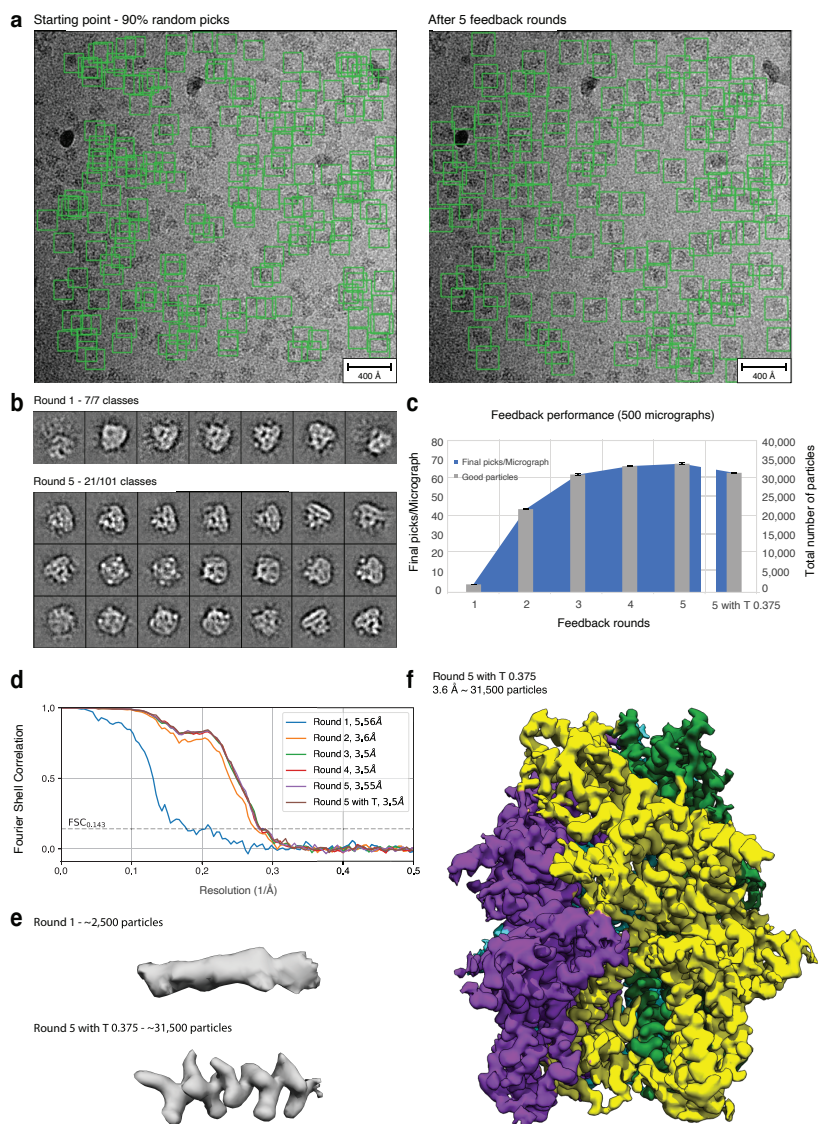 a
Starting point - 90% random picks
After 5 feedback rounds
400 Å
400 Å
b
Round 1 - 7/7 classes
Round 5 - 21/101 classes
c
Feedback performance (500 micrographs)
Final picks/Micrograph
80
70
60
50
40
30
20
10
0
Final picks/Micrograph
Good particles
40,000
35,000
30,000
25,000
20,000
15,000
10,000
5,000
0
Total number of particles
1
2
3
4
5
5 with T 0.375
Feedback rounds
d
Fourier Shell Correlation
1,0
0.5
0.0
FSC0.143
Round 1, 5.56Å
Round 2, 3.6Å
Round 3, 3.5Å
Round 4, 3.5Å
Round 5, 3.55Å
Round 5 with T, 3.5Å
0,0
0,1
0,2
0,3
0,4
0,5
Resolution (1/Å)
e
Round 1 - ~2,500 particles
Round 5 with T 0.375 - ~31,500 particles
f
Round 5 with T 0.375
3.6 Å ~ 31,500 particles